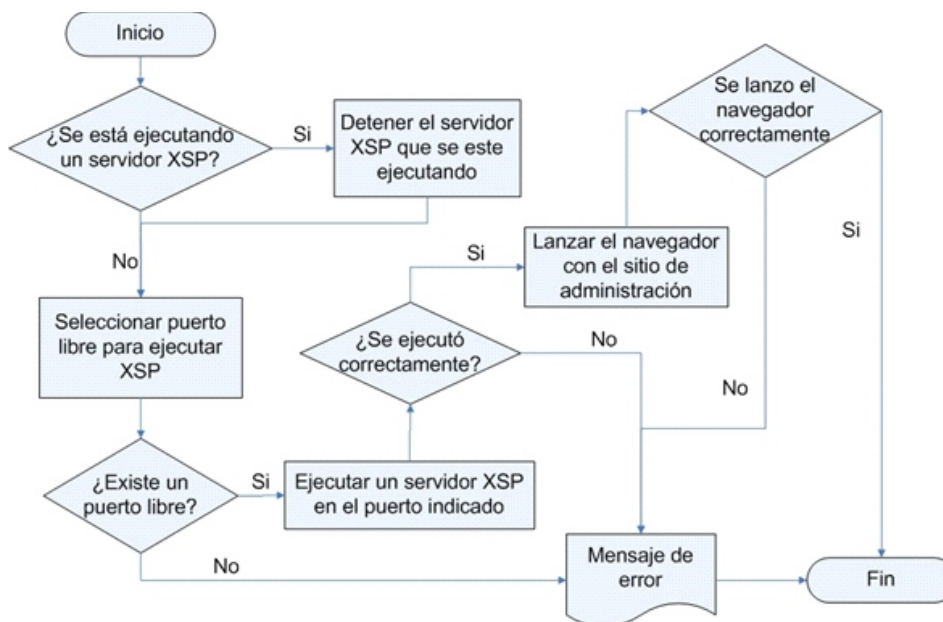 Inicio
¿Se está ejecutando
un servidor XSP?
Si
Detener el servidor
XSP que se este
ejecutando
No
Seleccionar puerto
libre para ejecutar
XSP
¿Existe un
puerto libre?
Si
Ejecutar un servidor XSP
en el puerto indicado
No
¿Se ejecutó
correctamente?
Si
No
Lanzar el navegador
con el sitio de
administración
Se lanzo el
navegador
correctamente
Si
No
Mensaje de
error
Fin